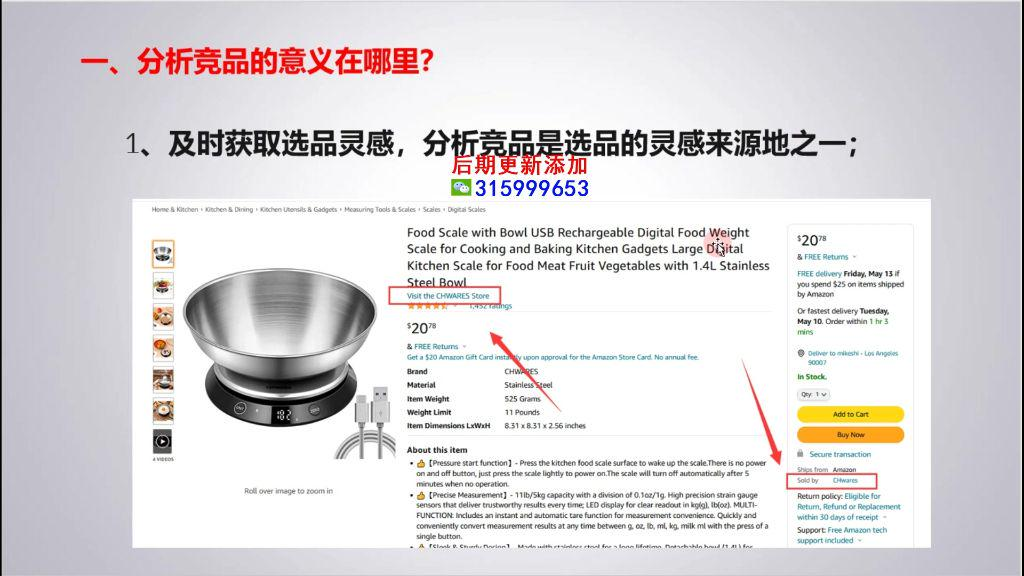 一、分析竞品的意义在哪里？
1、及时获取选品灵感，分析竞品是选品的灵感来源地之一；
后期更新添加
315999653
Home & Kitchen › Kitchen & Dining › Kitchen Utensils & Gadgets › Measuring Tools & Scales › Scales › Digital Scales
Food Scale with Bowl USB Rechargeable Digital Food Weight
Scale for Cooking and Baking Kitchen Gadgets Large Digital
Kitchen Scale for Food Meat Fruit Vegetables with 1.4L Stainless
Steel Bowl
Visit the CHWARES Store
1,452 ratings
$20.78
& FREE Returns
Get a $20 Amazon Gift Card instantly upon approval for the Amazon Store Card. No annual fee.
Brand CHWARES
Material Stainless Steel
Item Weight 525 Grams
Weight Limit 11 Pounds
Item Dimensions LxWxH 8.31 x 8.31 x 2.56 inches
About this item
• 👍【Pressure start function】- Press the kitchen food scale surface to wake up the scale.There is no power
on and off button, just press the scale lightly to power on.The scale will turn off automatically after 5
minutes when no operation.
• 👍【Precise Measurement】- 11lb/5kg capacity with a division of 0.1oz/1g. High precision strain gauge
sensors that deliver trustworthy results every time; LED display for clear readout in kg(g), lb(oz). MULTI-
FUNCTION: Includes an instant and automatic tare function for measurement convenience. Quickly and
conveniently convert measurement results at any time between g, oz, lb, ml, kg, milk ml with the press of a
single button.
• 👍【Sleek & Sturdy Design】- Made with stainless steel for a long lifetime. Detachable bowl (1.4L) for
4 VIDEOS
Roll over image to zoom in
$20.78
& FREE Returns
FREE delivery Friday, May 13 if
you spend $25 on items shipped
by Amazon
Or fastest delivery Tuesday,
May 10. Order within 1 hr 3
mins
Deliver to mikeshi - Los Angeles
90007
In Stock.
Qty: 1
Add to Cart
Buy Now
Secure transaction
Ships from Amazon
Sold by CHwares
Return policy: Eligible for
Return, Refund or Replacement
within 30 days of receipt
Support: Free Amazon tech
support included